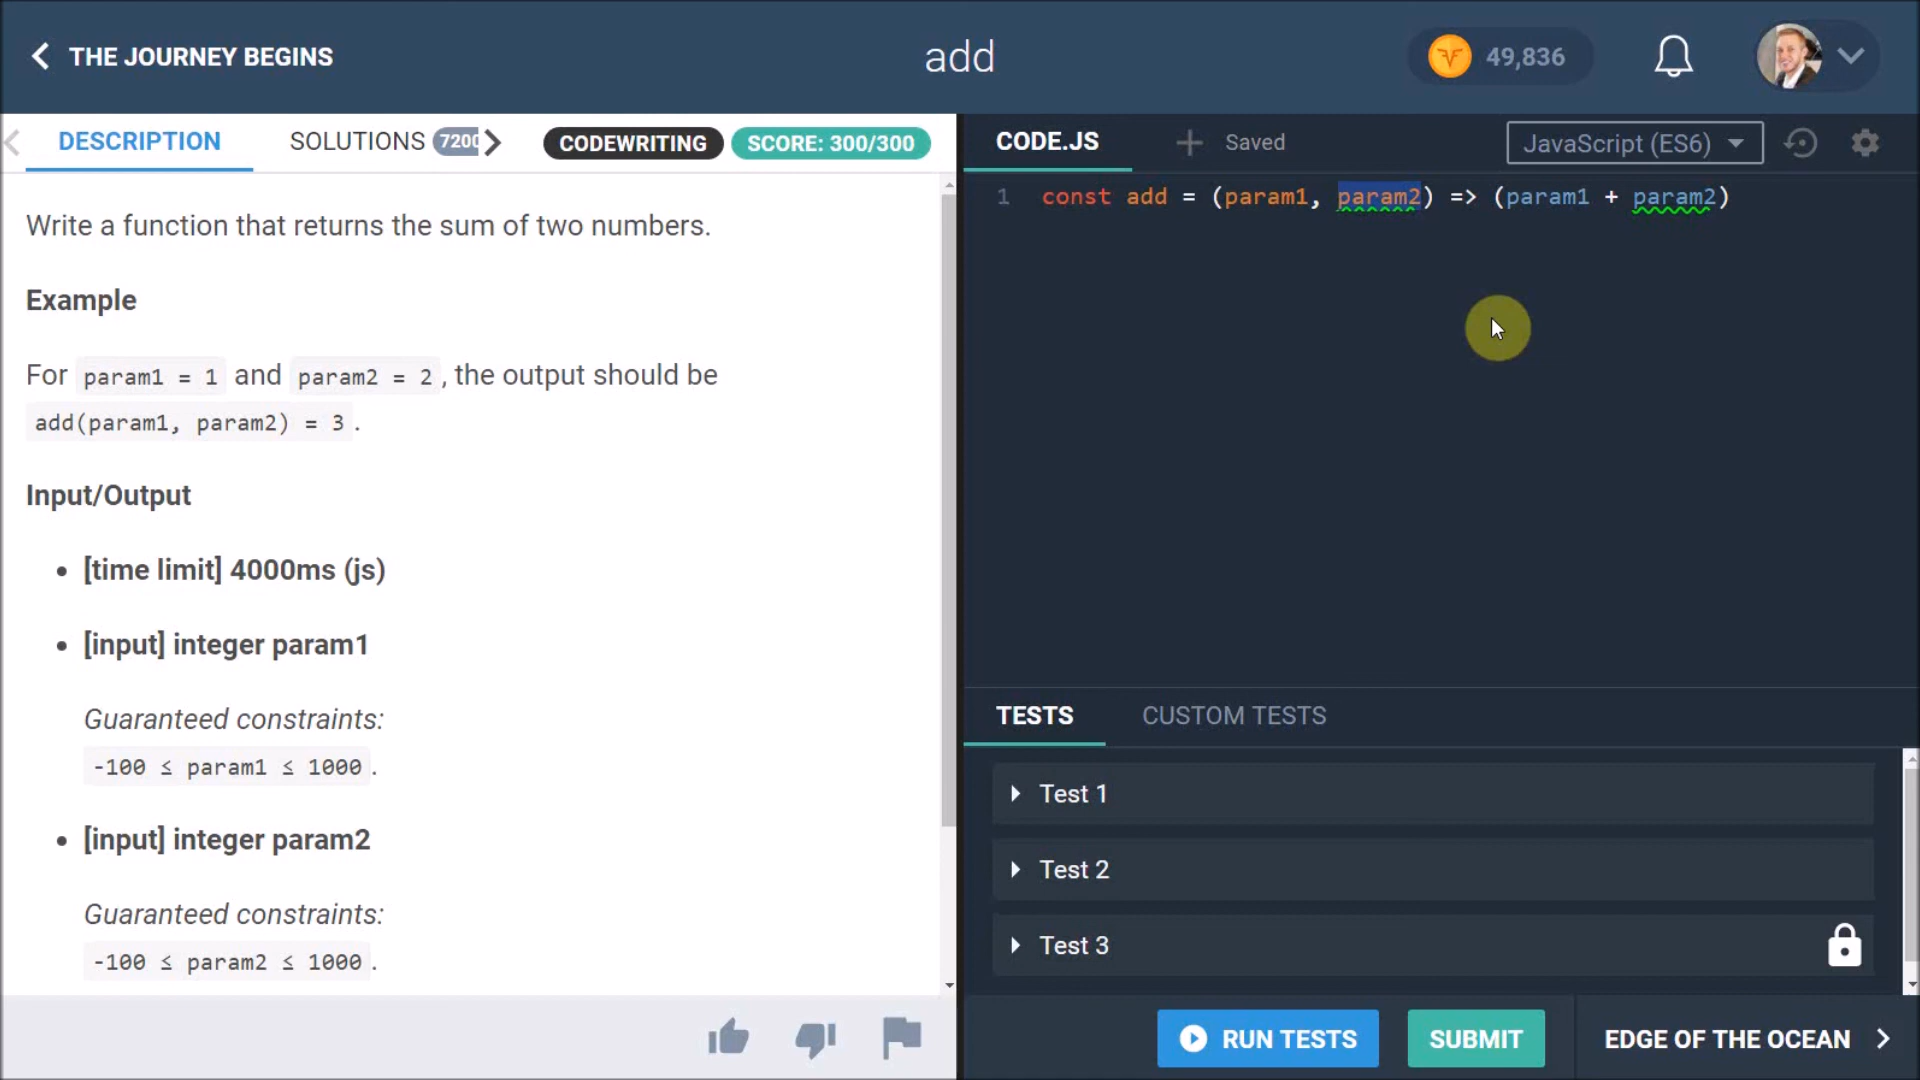 THE JOURNEY BEGINS
add
49,836
DESCRIPTION
SOLUTIONS 7200
CODEWRITING
SCORE: 300/300
Write a function that returns the sum of two numbers.
Example
For param1 = 1 and param2 = 2, the output should be
add(param1, param2) = 3.
Input/Output
• [time limit] 4000ms (js)
• [input] integer param1
Guaranteed constraints:
-100 ≤ param1 ≤ 1000.
• [input] integer param2
Guaranteed constraints:
-100 ≤ param2 ≤ 1000.
CODE.JS
Saved
JavaScript (ES6)
1 const add = (param1, param2) => (param1 + param2)
TESTS
CUSTOM TESTS
Test 1
Test 2
Test 3
RUN TESTS
SUBMIT
EDGE OF THE OCEAN